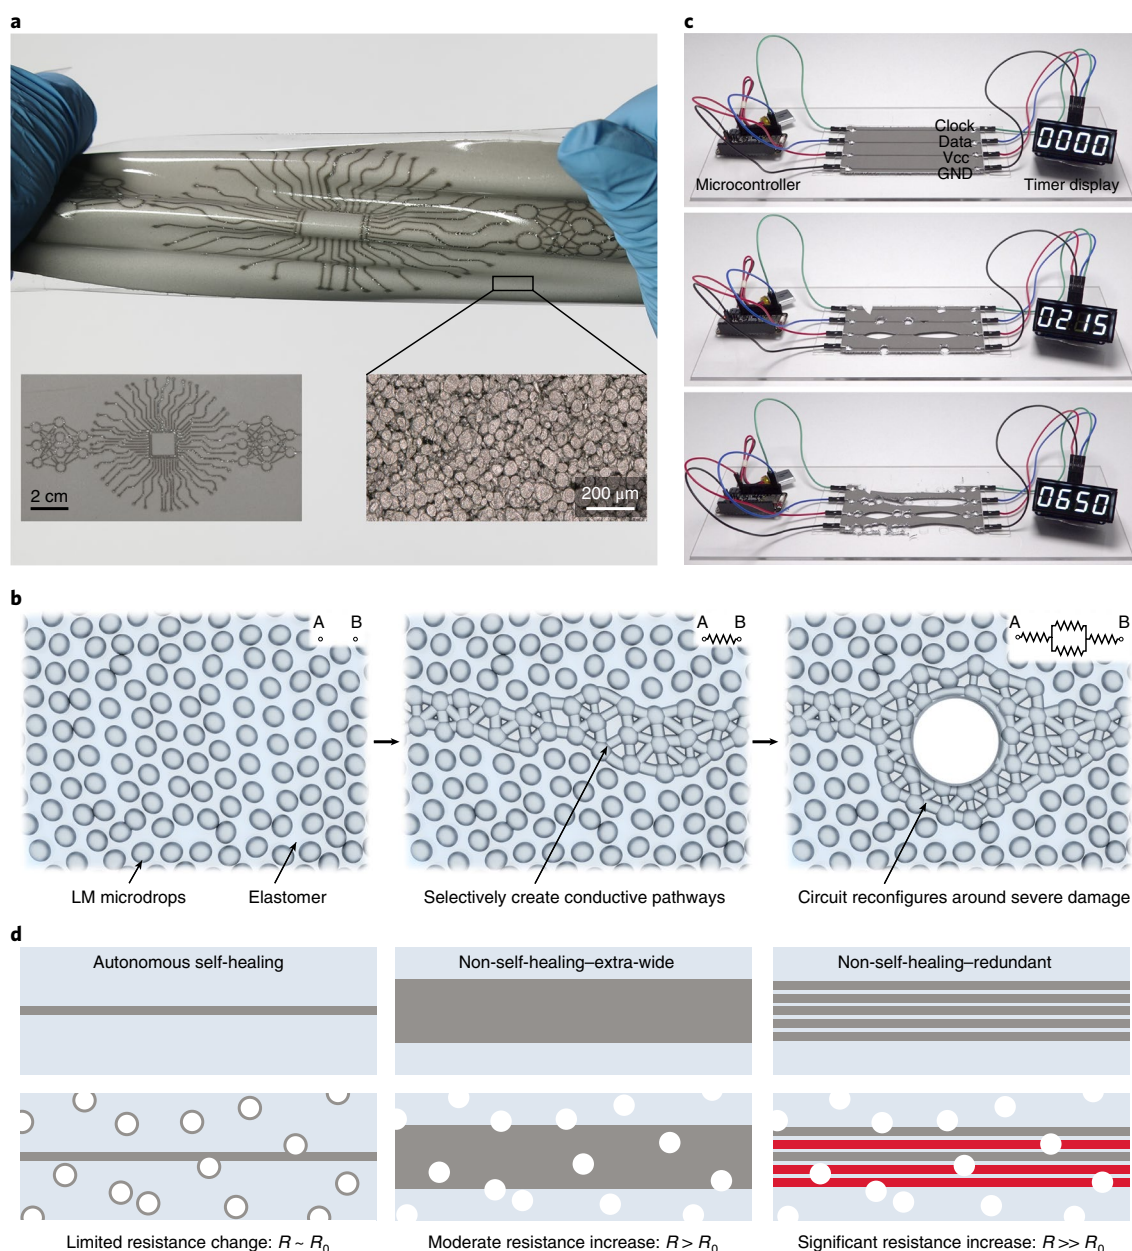 a
2 cm
200 μm
c
Clock
Data
Vcc
GND
Microcontroller
Timer display
0000
0215
0650
b
A B
A B
A B
LM microdrops
Elastomer
Selectively create conductive pathways
Circuit reconfigures around severe damage
d
Autonomous self-healing
Non-self-healing–extra-wide
Non-self-healing–redundant
Limited resistance change: R ~ R₀
Moderate resistance increase: R > R₀
Significant resistance increase: R >> R₀